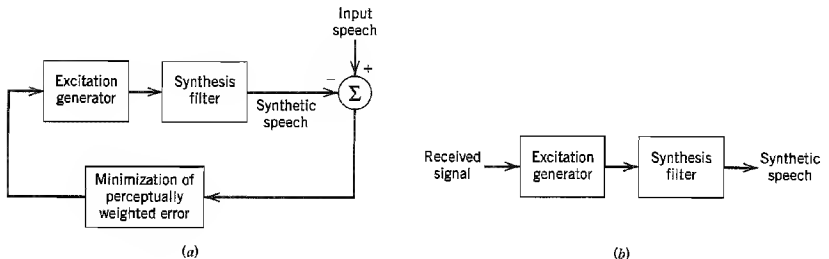 Input
speech
+
−
Excitation
generator
Synthesis
filter
Σ
Synthetic
speech
Minimization of
perceptually
weighted error
(a)
Received
signal
Excitation
generator
Synthesis
filter
Synthetic
speech
(b)